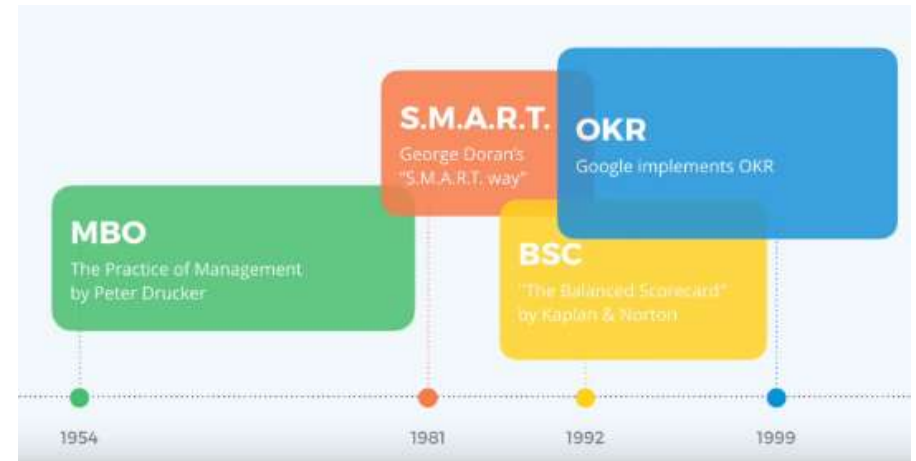 S.M.A.R.T.
George Doran's
"S.M.A.R.T. way"
OKR
Google implements OKR
MBO
The Practice of Management
by Peter Drucker
BSC
"The Balanced Scorecard"
by Kaplan & Norton
1954
1981
1992
1999